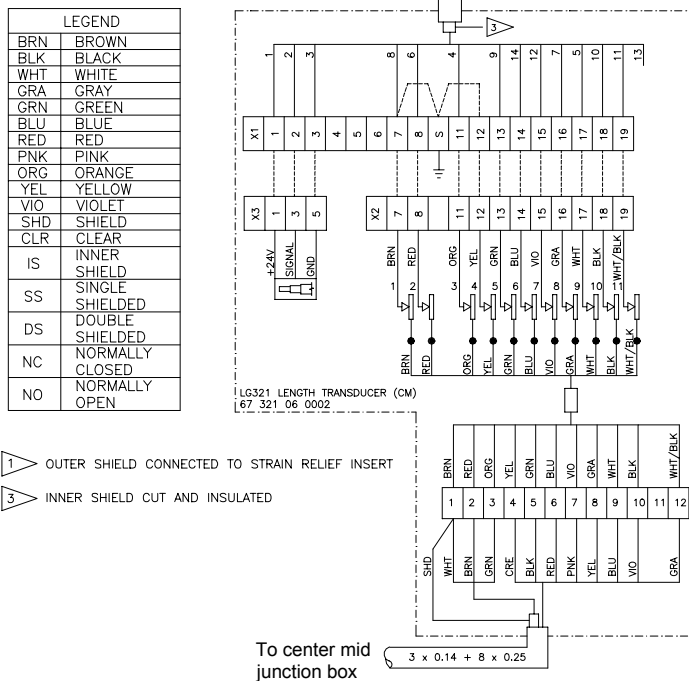 LEGEND
BRN BROWN
BLK BLACK
WHT WHITE
GRA GRAY
GRN GREEN
BLU BLUE
RED RED
PNK PINK
ORG ORANGE
YEL YELLOW
VIO VIOLET
SHD SHIELD
CLR CLEAR
IS INNER SHIELD
SS SINGLE SHIELDED
DS DOUBLE SHIELDED
NC NORMALLY CLOSED
NO NORMALLY OPEN
1 OUTER SHIELD CONNECTED TO STRAIN RELIEF INSERT
3 INNER SHIELD CUT AND INSULATED
3
1 2 3 8 6 4 9 14 12 7 5 10 11 13
X1 1 2 3 4 5 6 7 8 S 11 12 13 14 15 16 17 18 19
X3 1 3 5
X2 7 8 11 12 13 14 15 16 17 18 19
+24V SIGNAL GND
BRN RED ORG YEL GRN BLU VIO GRA WHT BLK WHT/BLK
1 2 3 4 5 6 7 8 9 10 11
BRN RED ORG YEL GRN BLU VIO GRA WHT BLK WHT/BLK
LG321 LENGTH TRANSDUCER (CM)
67 321 06 0002
BRN RED ORG YEL GRN BLU VIO GRA WHT BLK WHT/BLK
1 2 3 4 5 6 7 8 9 10 11 12
SHD WHT BRN GRN CRE BLK RED PNK YEL BLU VIO GRA
To center mid
junction box
3 x 0.14 + 8 x 0.25